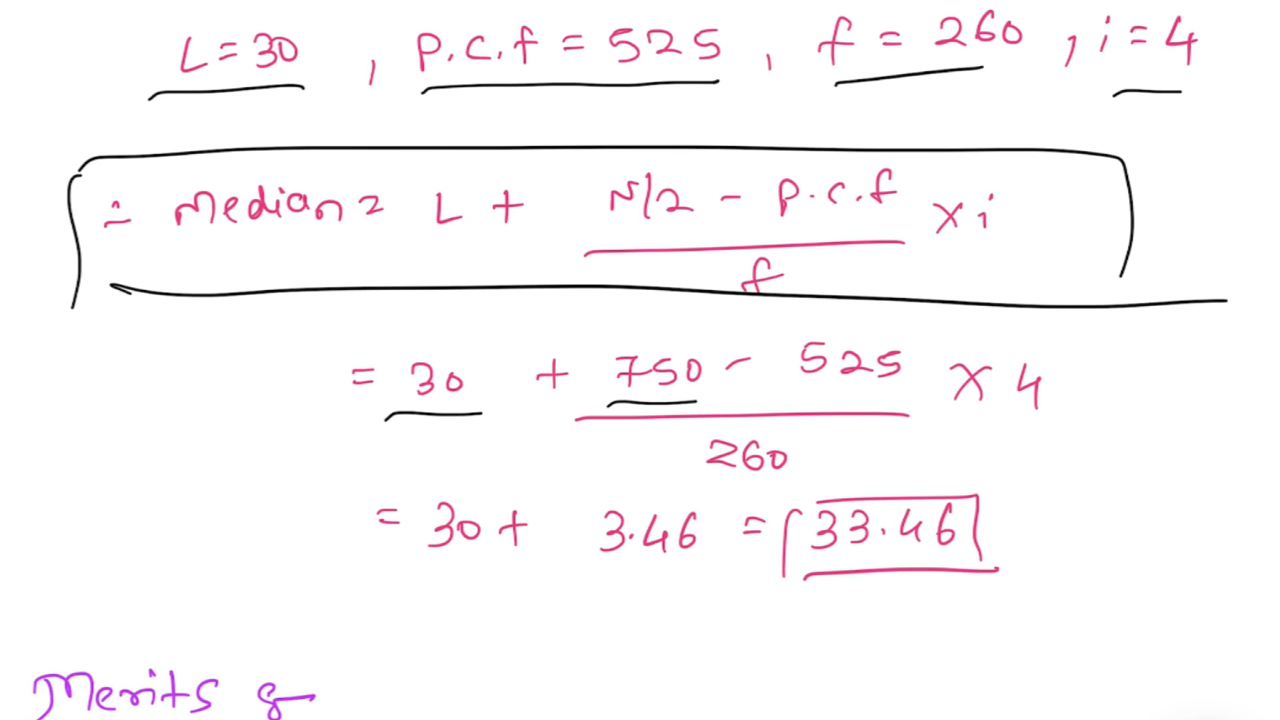 L = 30 , P.C.f = 525 , f = 260 , i = 4
∴ Median = L + N/2 - P.C.f × i
f
= 30 + 750 - 525 × 4
260
= 30 + 3.46 = 33.46
Merits &